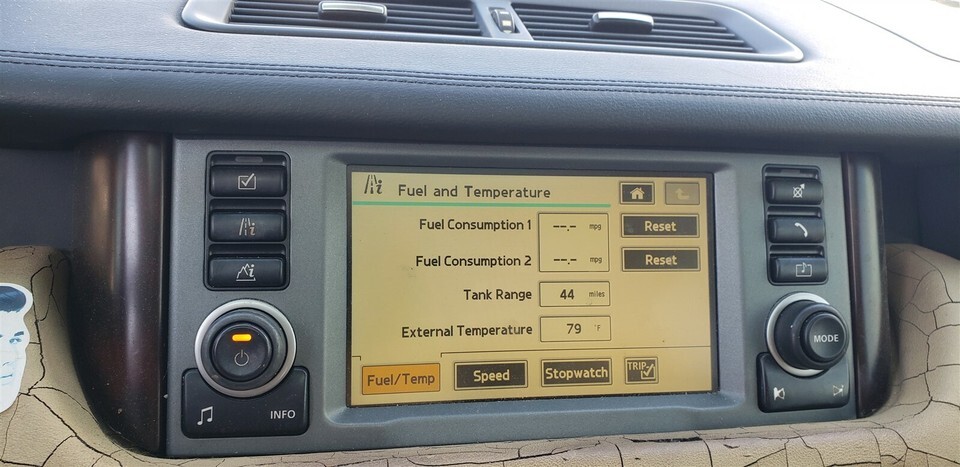 Fuel and Temperature
Fuel Consumption 1 --.- mpg Reset
Fuel Consumption 2 --.- mpg Reset
Tank Range 44 miles
External Temperature 79 °F
Fuel/Temp Speed Stopwatch TRIP
MODE
INFO